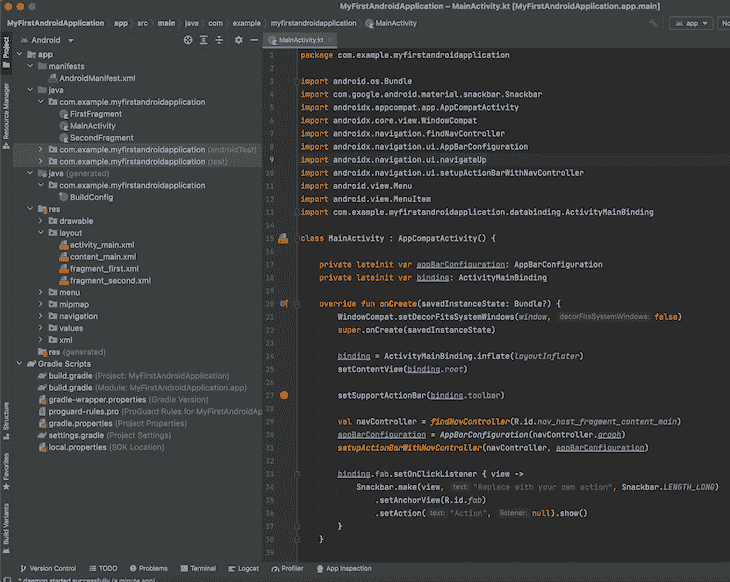 MyFirstAndroidApplication – MainActivity.kt [MyFirstAndroidApplication.app.main]
MyFirstAndroidApplication app src main java com example myfirstandroidapplication MainActivity app No
Android MainActivity.kt
Project
Resource Manager
Structure
Favorites
Build Variants
app
manifests
AndroidManifest.xml
java
com.example.myfirstandroidapplication
FirstFragment
MainActivity
SecondFragment
com.example.myfirstandroidapplication (androidTest)
com.example.myfirstandroidapplication (test)
java (generated)
com.example.myfirstandroidapplication
BuildConfig
res
drawable
layout
activity_main.xml
content_main.xml
fragment_first.xml
fragment_second.xml
menu
mipmap
navigation
values
xml
res (generated)
Gradle Scripts
build.gradle (Project: MyFirstAndroidApplication)
build.gradle (Module: MyFirstAndroidApplication.app)
gradle-wrapper.properties (Gradle Version)
proguard-rules.pro (ProGuard Rules for MyFirstAndroidAp
gradle.properties (Project Properties)
settings.gradle (Project Settings)
local.properties (SDK Location)
1 package com.example.myfirstandroidapplication
2
3 import android.os.Bundle
4 import com.google.android.material.snackbar.Snackbar
5 import androidx.appcompat.app.AppCompatActivity
6 import androidx.core.view.WindowCompat
7 import androidx.navigation.findNavController
8 import androidx.navigation.ui.AppBarConfiguration
9 import androidx.navigation.ui.navigateUp
10 import androidx.navigation.ui.setupActionBarWithNavController
11 import android.view.Menu
12 import android.view.MenuItem
13 import com.example.myfirstandroidapplication.databinding.ActivityMainBinding
14
15 class MainActivity : AppCompatActivity() {
16
17 private lateinit var appBarConfiguration: AppBarConfiguration
18 private lateinit var binding: ActivityMainBinding
19
20 override fun onCreate(savedInstanceState: Bundle?) {
21 WindowCompat.setDecorFitsSystemWindows(window, decorFitsSystemWindows: false)
22 super.onCreate(savedInstanceState)
23
24 binding = ActivityMainBinding.inflate(layoutInflater)
25 setContentView(binding.root)
26
27 setSupportActionBar(binding.toolbar)
28
29 val navController = findNavController(R.id.nav_host_fragment_content_main)
30 appBarConfiguration = AppBarConfiguration(navController.graph)
31 setupActionBarWithNavController(navController, appBarConfiguration)
32
33 binding.fab.setOnClickListener { view ->
34 Snackbar.make(view, text: "Replace with your own action", Snackbar.LENGTH_LONG)
35 .setAnchorView(R.id.fab)
36 .setAction( text: "Action", listener: null).show()
37 }
38 }
39
Version Control TODO Problems Terminal Logcat Profiler App Inspection
* daemon started successfully (a minute ago)